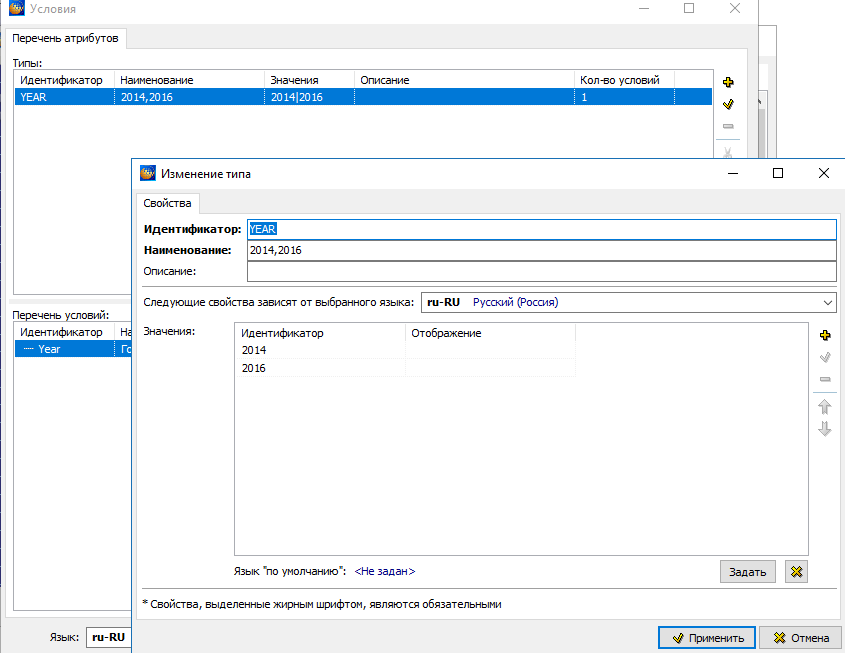 Условия
Перечень атрибутов
Типы:
Идентификатор Наименование Значения Описание Кол-во условий
YEAR 2014,2016 2014|2016 1
Изменение типа
Свойства
Идентификатор: YEAR
Наименование: 2014,2016
Описание:
Следующие свойства зависят от выбранного языка: ru-RU Русский (Россия)
Перечень условий:
Идентификатор На
Year Го
Значения:
Идентификатор Отображение
2014
2016
Язык "по умолчанию": <Не задан> Задать
* Свойства, выделенные жирным шрифтом, являются обязательными
Язык: ru-RU
Применить Отмена